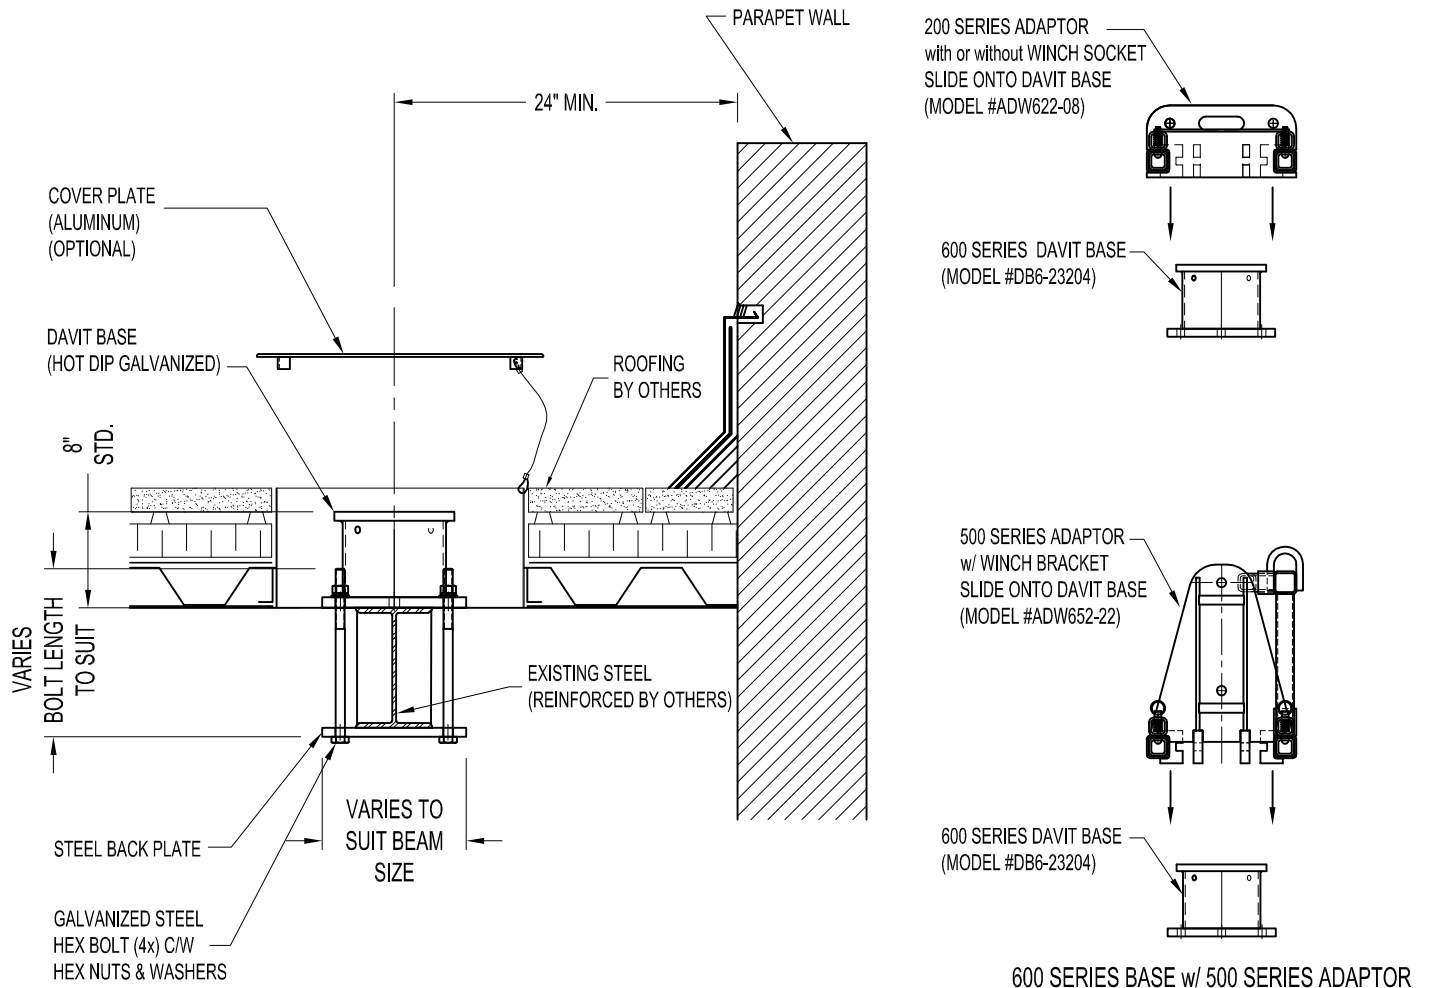 PARAPET WALL
24" MIN.
COVER PLATE
(ALUMINUM)
(OPTIONAL)
DAVIT BASE
(HOT DIP GALVANIZED)
ROOFING
BY OTHERS
8"
STD.
VARIES
BOLT LENGTH
TO SUIT
EXISTING STEEL
(REINFORCED BY OTHERS)
VARIES TO
SUIT BEAM
SIZE
STEEL BACK PLATE
GALVANIZED STEEL
HEX BOLT (4x) C/W
HEX NUTS & WASHERS
200 SERIES ADAPTOR
with or without WINCH SOCKET
SLIDE ONTO DAVIT BASE
(MODEL #ADW622-08)
600 SERIES DAVIT BASE
(MODEL #DB6-23204)
500 SERIES ADAPTOR
w/ WINCH BRACKET
SLIDE ONTO DAVIT BASE
(MODEL #ADW652-22)
600 SERIES DAVIT BASE
(MODEL #DB6-23204)
600 SERIES BASE w/ 500 SERIES ADAPTOR